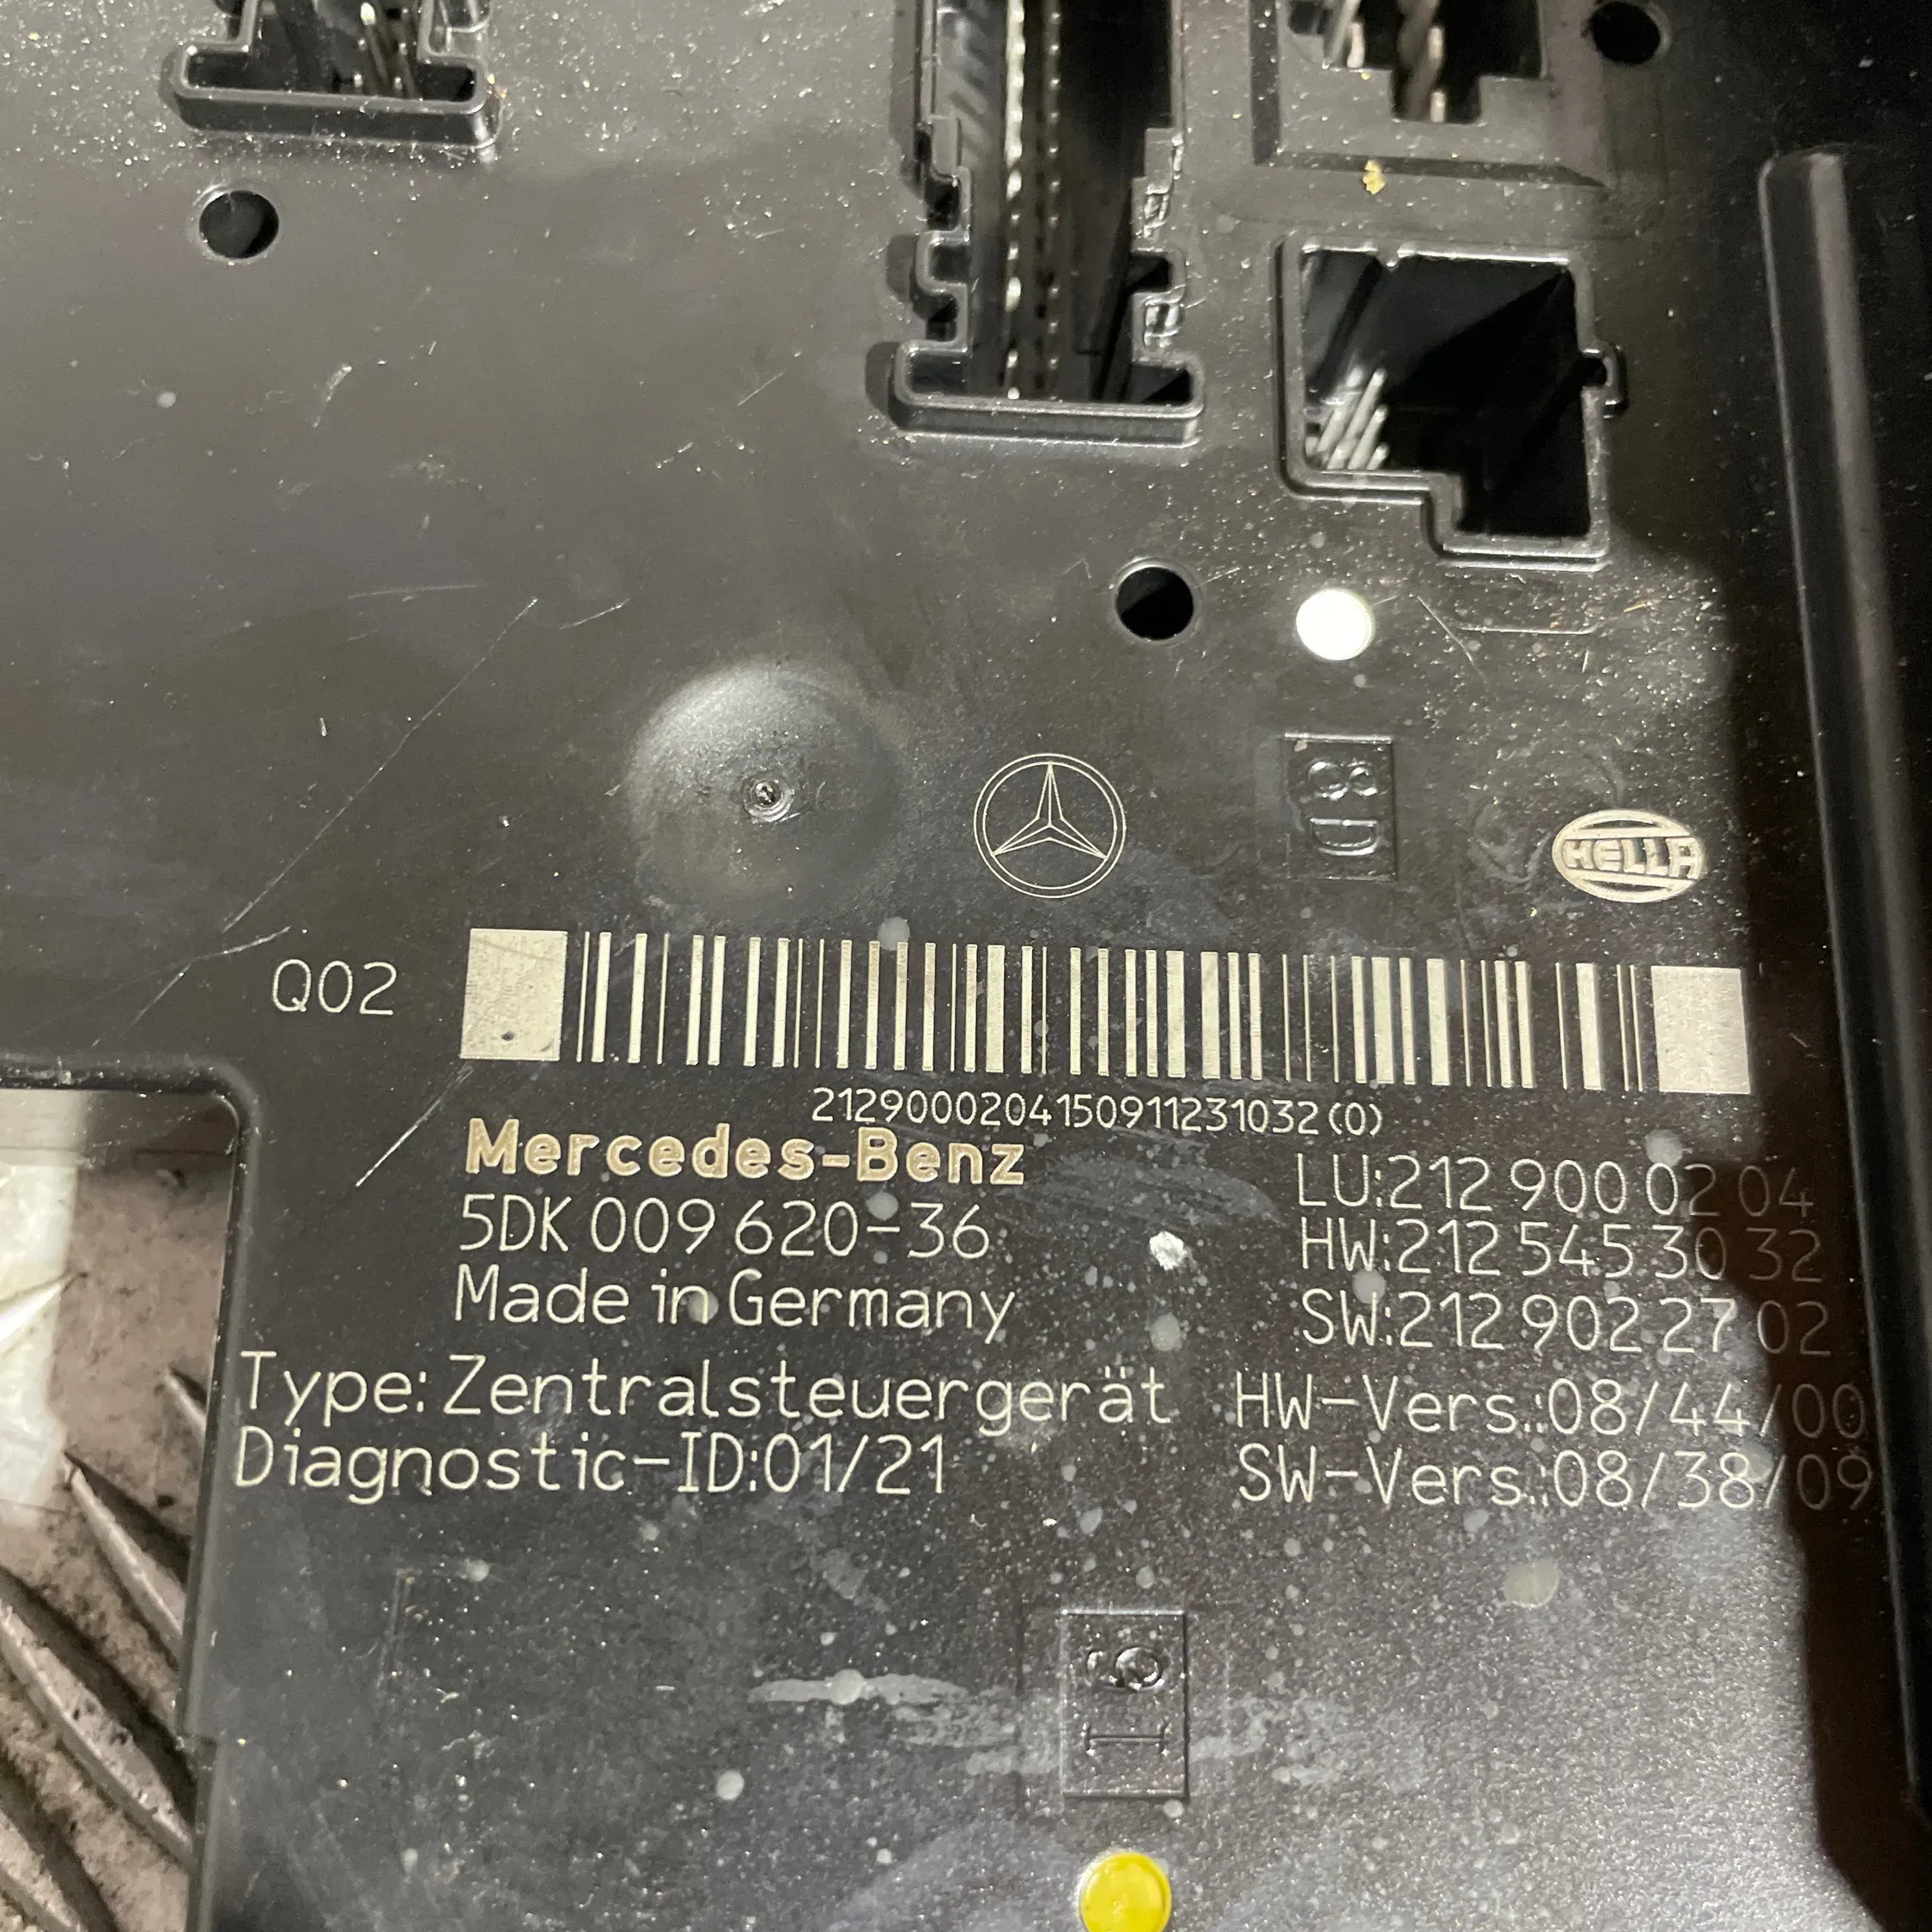 8D
HELLA
Q02
2129000204150911231032(0)
Mercedes-Benz
5DK 009 620-36
Made in Germany
LU:212 900 02 04
HW:212 545 30 32
SW:212 902 27 02
Type: Zentralsteuergerät
Diagnostic-ID:01/21
HW-Vers.:08/44/00
SW-Vers.:08/38/09
16